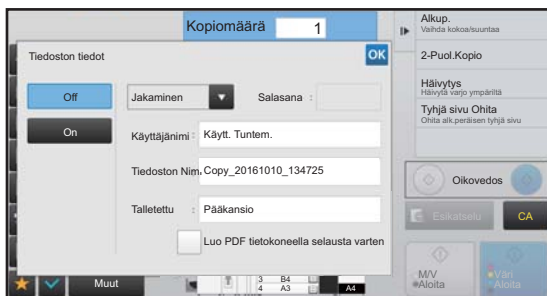 Kopiomäärä 1
Tiedoston tiedot
OK
Off
On
Jakaminen
Salasana :
Käyttäjänimi : Käytt. Tuntem.
Tiedoston Nim. Copy_20161010_134725
Talletettu : Pääkansio
Luo PDF tietokoneella selausta varten
Muut
3 B4
4 A3
A4
Alkup.
Vaihda kokoa/suuntaa
2-Puol.Kopio
Häivytys
Häivytä varjo ympäriltä
Tyhjä sivu Ohita
Ohita alk.peräisen tyhjä sivu
Oikovedos
Esikatselu
CA
M/V
Aloita
Väri
Aloita